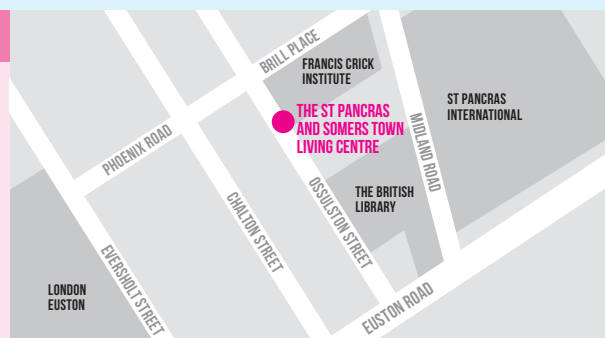 BRILL PLACE
FRANCIS CRICK
INSTITUTE
ST PANCRAS
INTERNATIONAL
THE ST PANCRAS
AND SOMERS TOWN
LIVING CENTRE
MIDLAND ROAD
PHOENIX ROAD
THE BRITISH
LIBRARY
OSSULSTON STREET
CHALTON STREET
EVERSHOLT STREET
LONDON
EUSTON
EUSTON ROAD